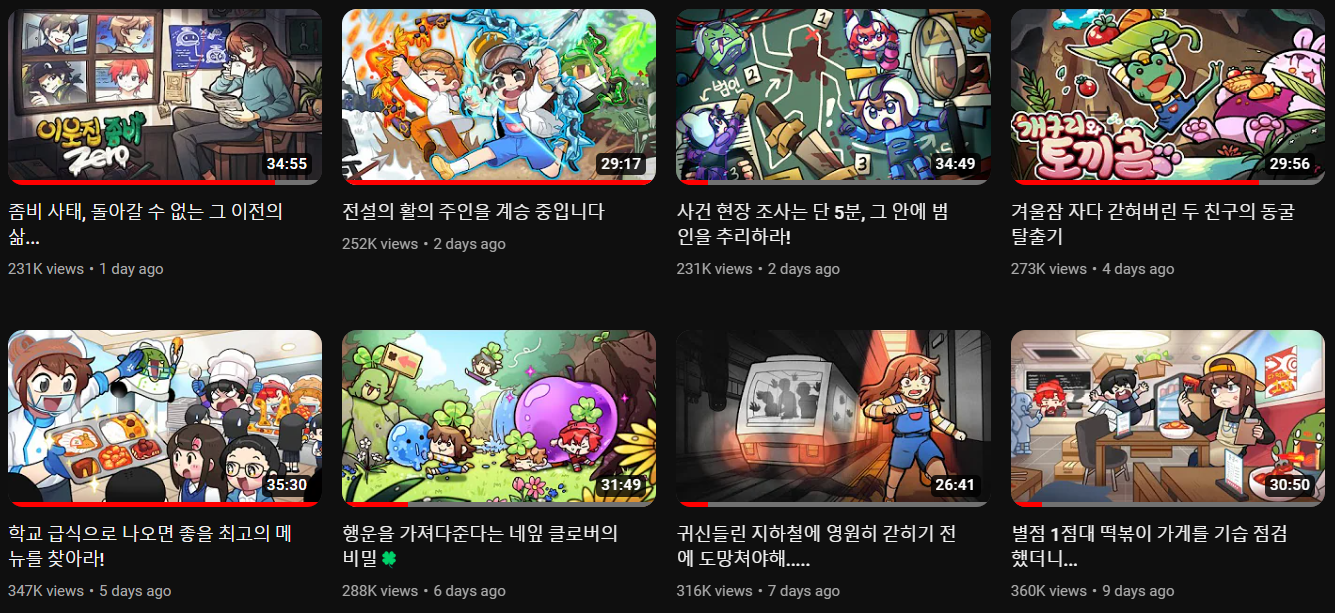 이웃집 좀비
Zero
34:55
29:17
1
2
범인
3
34:49
개구리와
토끼곰
29:56
좀비 사태, 돌아갈 수 없는 그 이전의
삶...
231K views • 1 day ago
전설의 활의 주인을 계승 중입니다
252K views • 2 days ago
사건 현장 조사는 단 5분, 그 안에 범
인을 추리하라!
231K views • 2 days ago
겨울잠 자다 갇혀버린 두 친구의 동굴
탈출기
273K views • 4 days ago
35:30
31:49
26:41
30:50
학교 급식으로 나오면 좋을 최고의 메
뉴를 찾아라!
347K views • 5 days ago
행운을 가져다준다는 네잎 클로버의
비밀🍀
288K views • 6 days ago
귀신들린 지하철에 영원히 갇히기 전
에 도망쳐야해.....
316K views • 7 days ago
별점 1점대 떡볶이 가게를 기습 점검
했더니...
360K views • 9 days ago